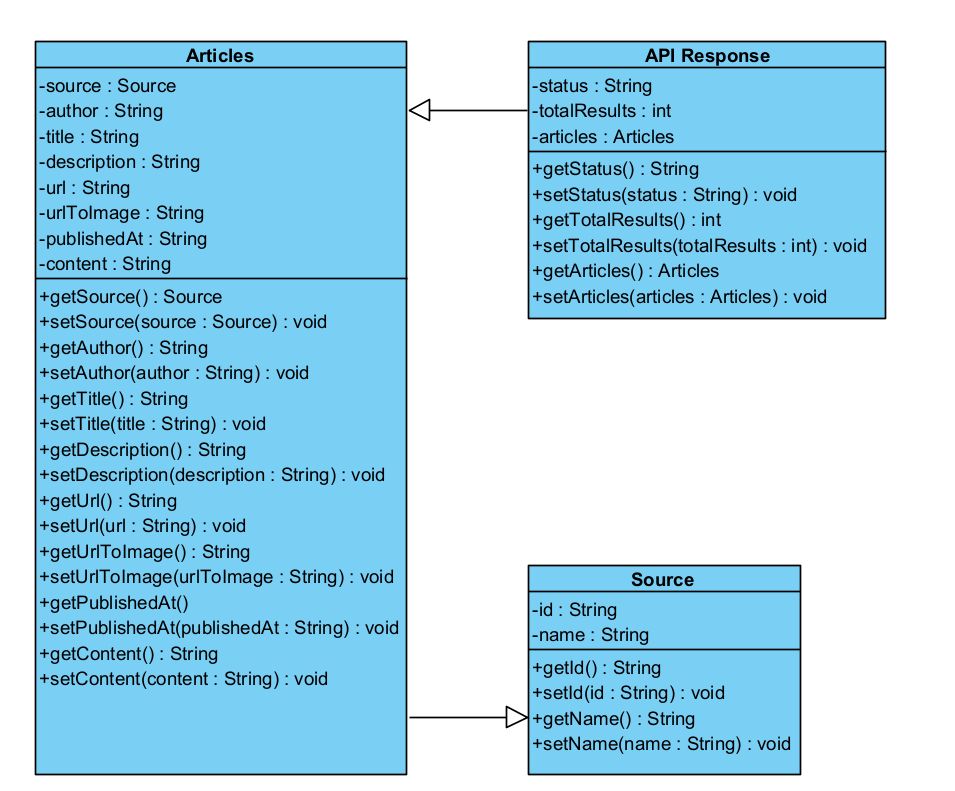 Articles
-source : Source
-author : String
-title : String
-description : String
-url : String
-urlToImage : String
-publishedAt : String
-content : String
+getSource() : Source
+setSource(source : Source) : void
+getAuthor() : String
+setAuthor(author : String) : void
+getTitle() : String
+setTitle(title : String) : void
+getDescription() : String
+setDescription(description : String) : void
+getUrl() : String
+setUrl(url : String) : void
+getUrlToImage() : String
+setUrlToImage(urlToImage : String) : void
+getPublishedAt()
+setPublishedAt(publishedAt : String) : void
+getContent() : String
+setContent(content : String) : void
API Response
-status : String
-totalResults : int
-articles : Articles
+getStatus() : String
+setStatus(status : String) : void
+getTotalResults() : int
+setTotalResults(totalResults : int) : void
+getArticles() : Articles
+setArticles(articles : Articles) : void
Source
-id : String
-name : String
+getId() : String
+setId(id : String) : void
+getName() : String
+setName(name : String) : void